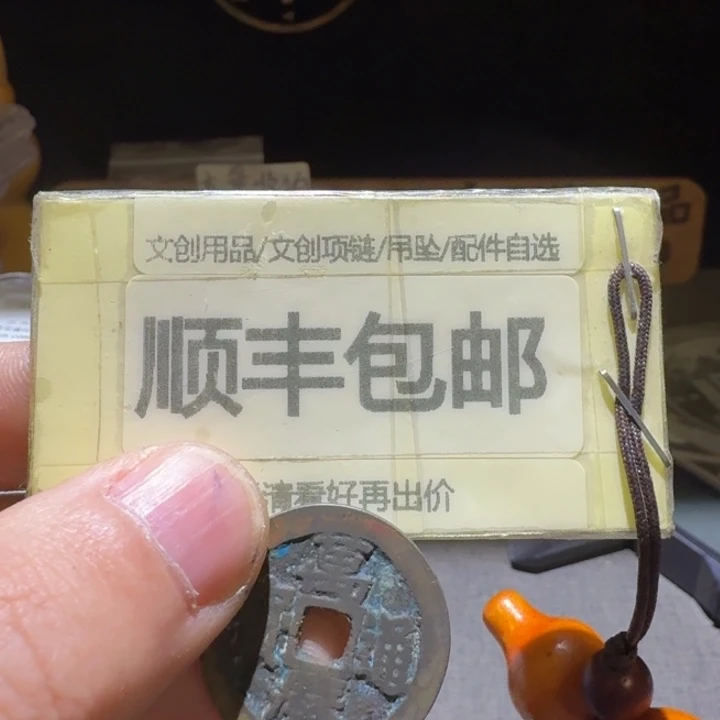 文创用品/文创项链/吊坠/配件自选
顺丰包邮
请看好再出价
品